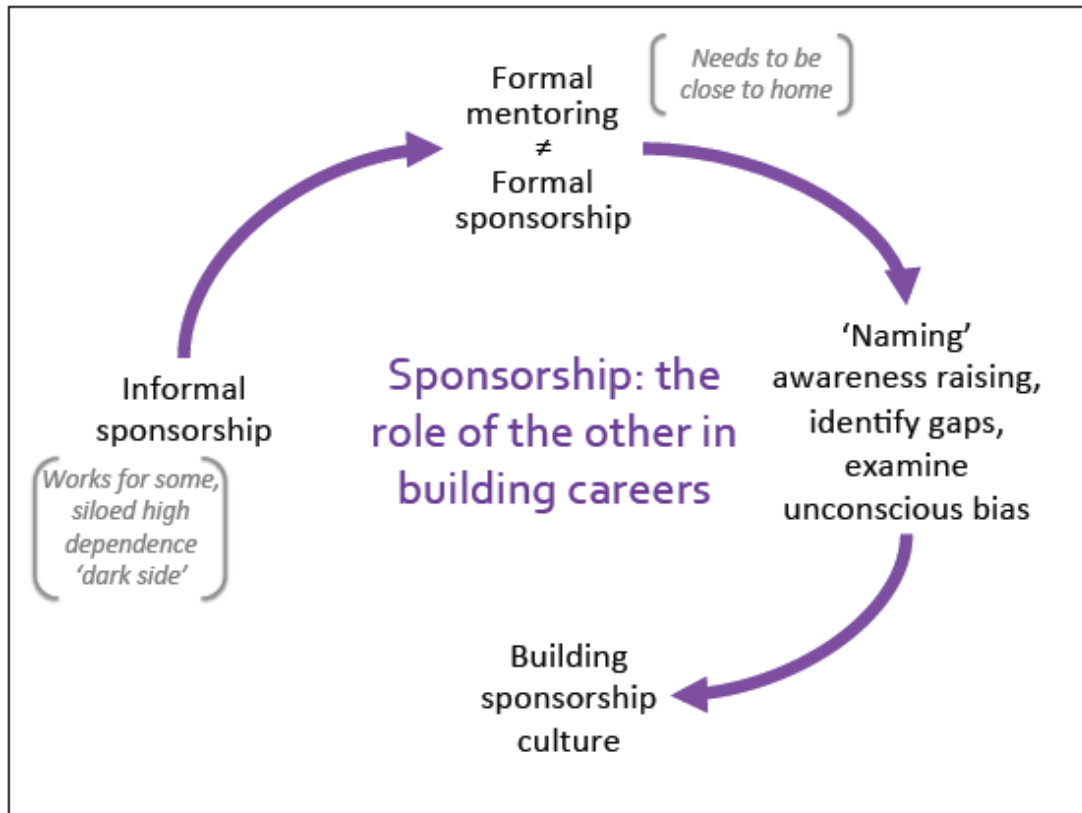 Formal
mentoring
≠
Formal
sponsorship
Needs to be
close to home
‘Naming’
awareness raising,
identify gaps,
examine
unconscious bias
Sponsorship: the
role of the other in
building careers
Informal
sponsorship
Works for some,
siloed high
dependence
‘dark side’
Building
sponsorship
culture